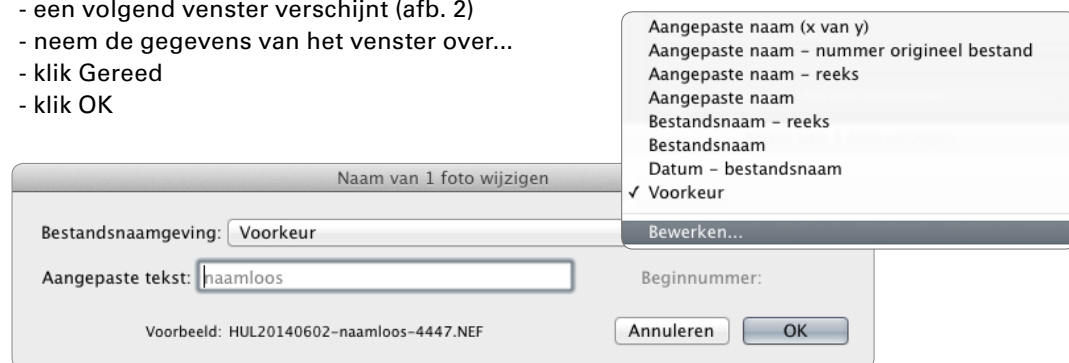 - een volgend venster verschijnt (afb. 2)
- neem de gegevens van het venster over...
- klik Gereed
- klik OK
Aangepaste naam (x van y)
Aangepaste naam – nummer origineel bestand
Aangepaste naam – reeks
Aangepaste naam
Bestandsnaam – reeks
Bestandsnaam
Datum – bestandsnaam
✓ Voorkeur
Bewerken...
Naam van 1 foto wijzigen
Bestandsnaamgeving: Voorkeur
Aangepaste tekst: naamloos Beginnummer:
Voorbeeld: HUL20140602-naamloos-4447.NEF Annuleren OK